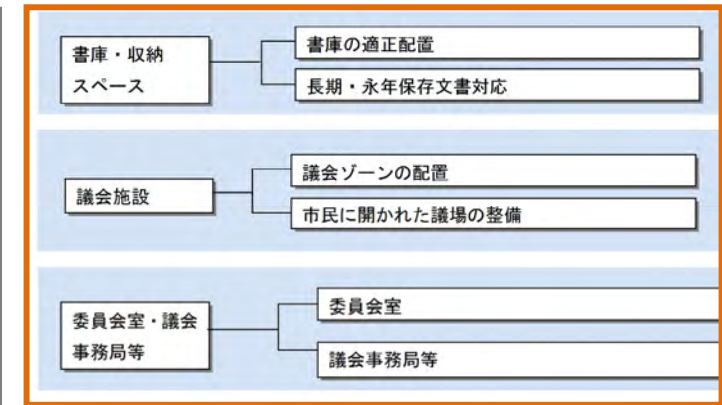 書庫・収納
スペース
書庫の適正配置
長期・永年保存文書対応
議会施設
議会ゾーンの配置
市民に開かれた議場の整備
委員会室・議会
事務局等
委員会室
議会事務局等